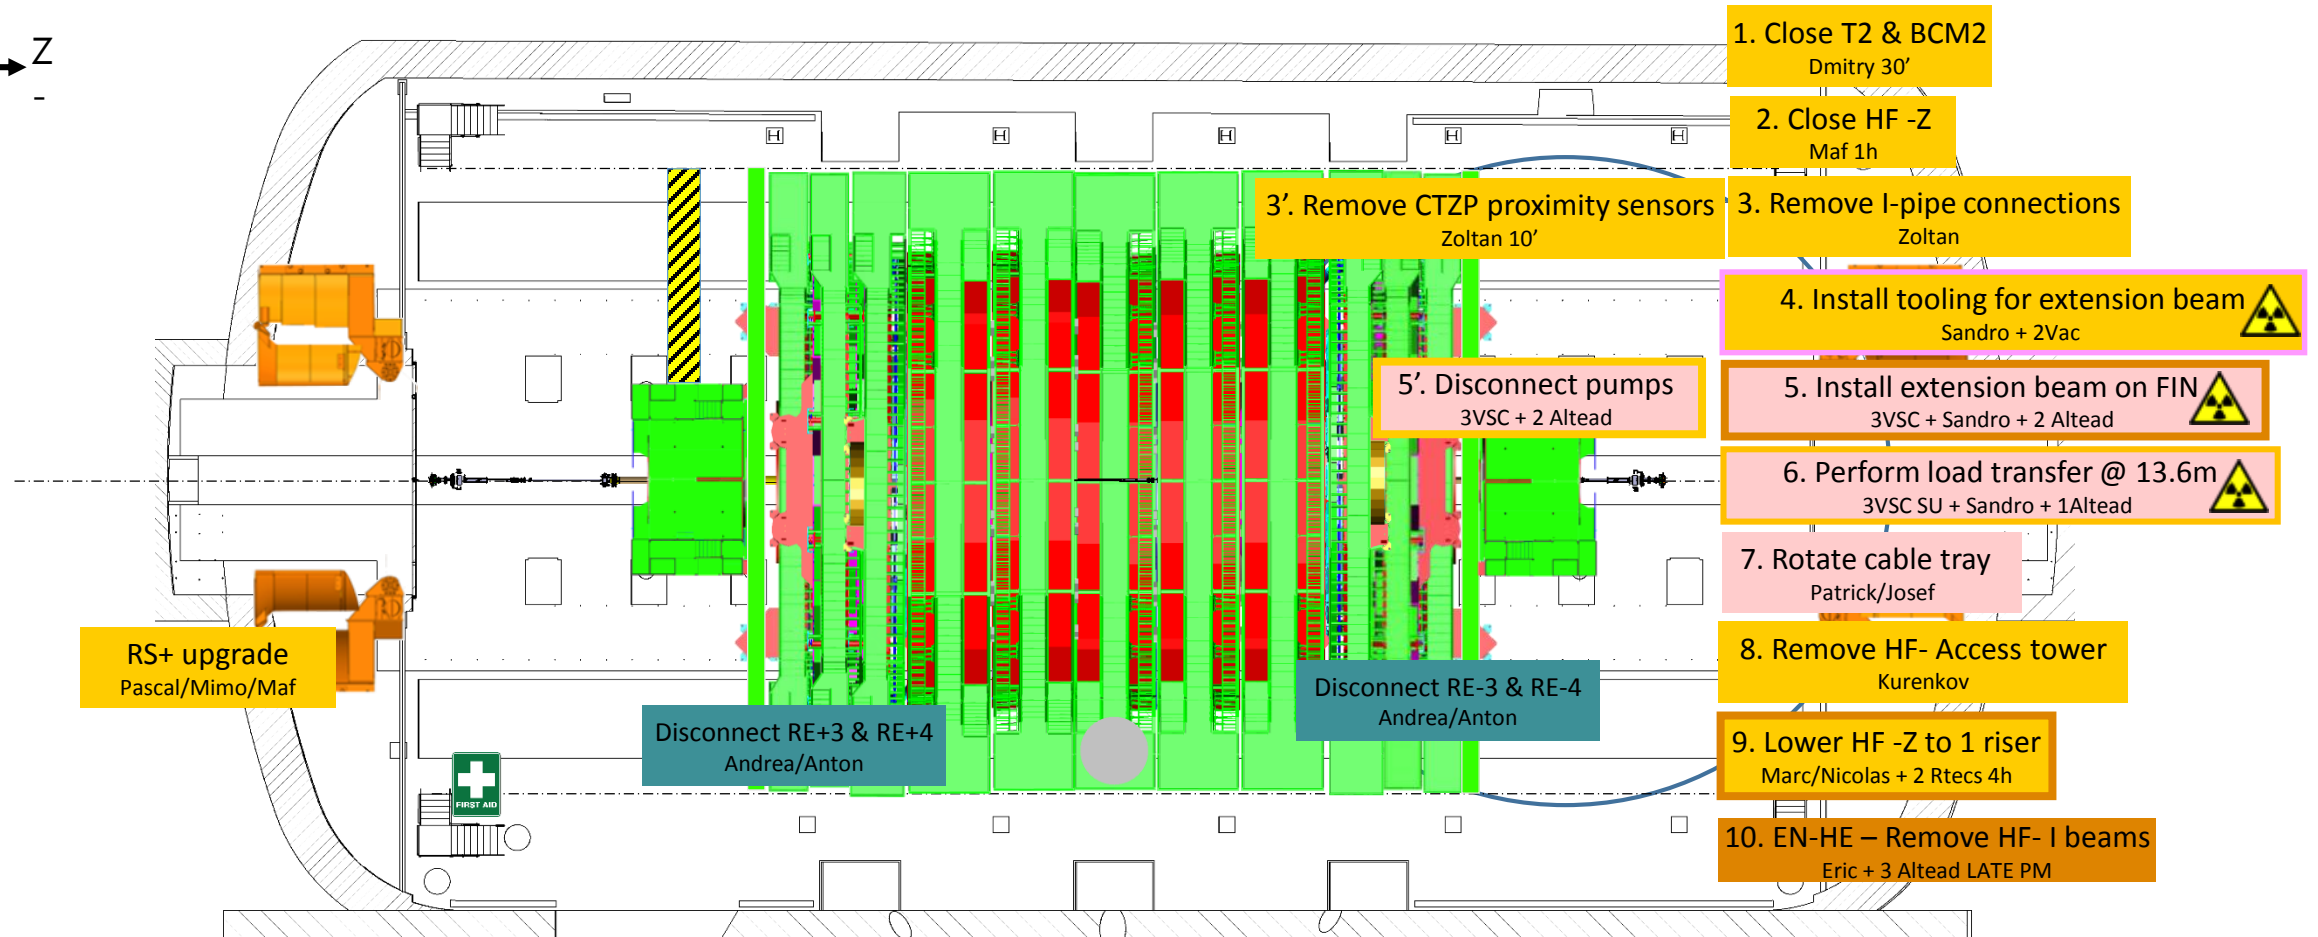 Z
-
1. Close T2 & BCM2
Dmitry 30’
2. Close HF -Z
Maf 1h
3’. Remove CTZP proximity sensors
Zoltan 10’
3. Remove I-pipe connections
Zoltan
4. Install tooling for extension beam
Sandro + 2Vac
5’. Disconnect pumps
3VSC + 2 Altead
5. Install extension beam on FIN
3VSC + Sandro + 2 Altead
6. Perform load transfer @ 13.6m
3VSC SU + Sandro + 1Altead
7. Rotate cable tray
Patrick/Josef
RS+ upgrade
Pascal/Mimo/Maf
8. Remove HF- Access tower
Kurenkov
Disconnect RE-3 & RE-4
Andrea/Anton
Disconnect RE+3 & RE+4
Andrea/Anton
9. Lower HF -Z to 1 riser
Marc/Nicolas + 2 Rtecs 4h
FIRST AID
10. EN-HE – Remove HF- I beams
Eric + 3 Altead LATE PM